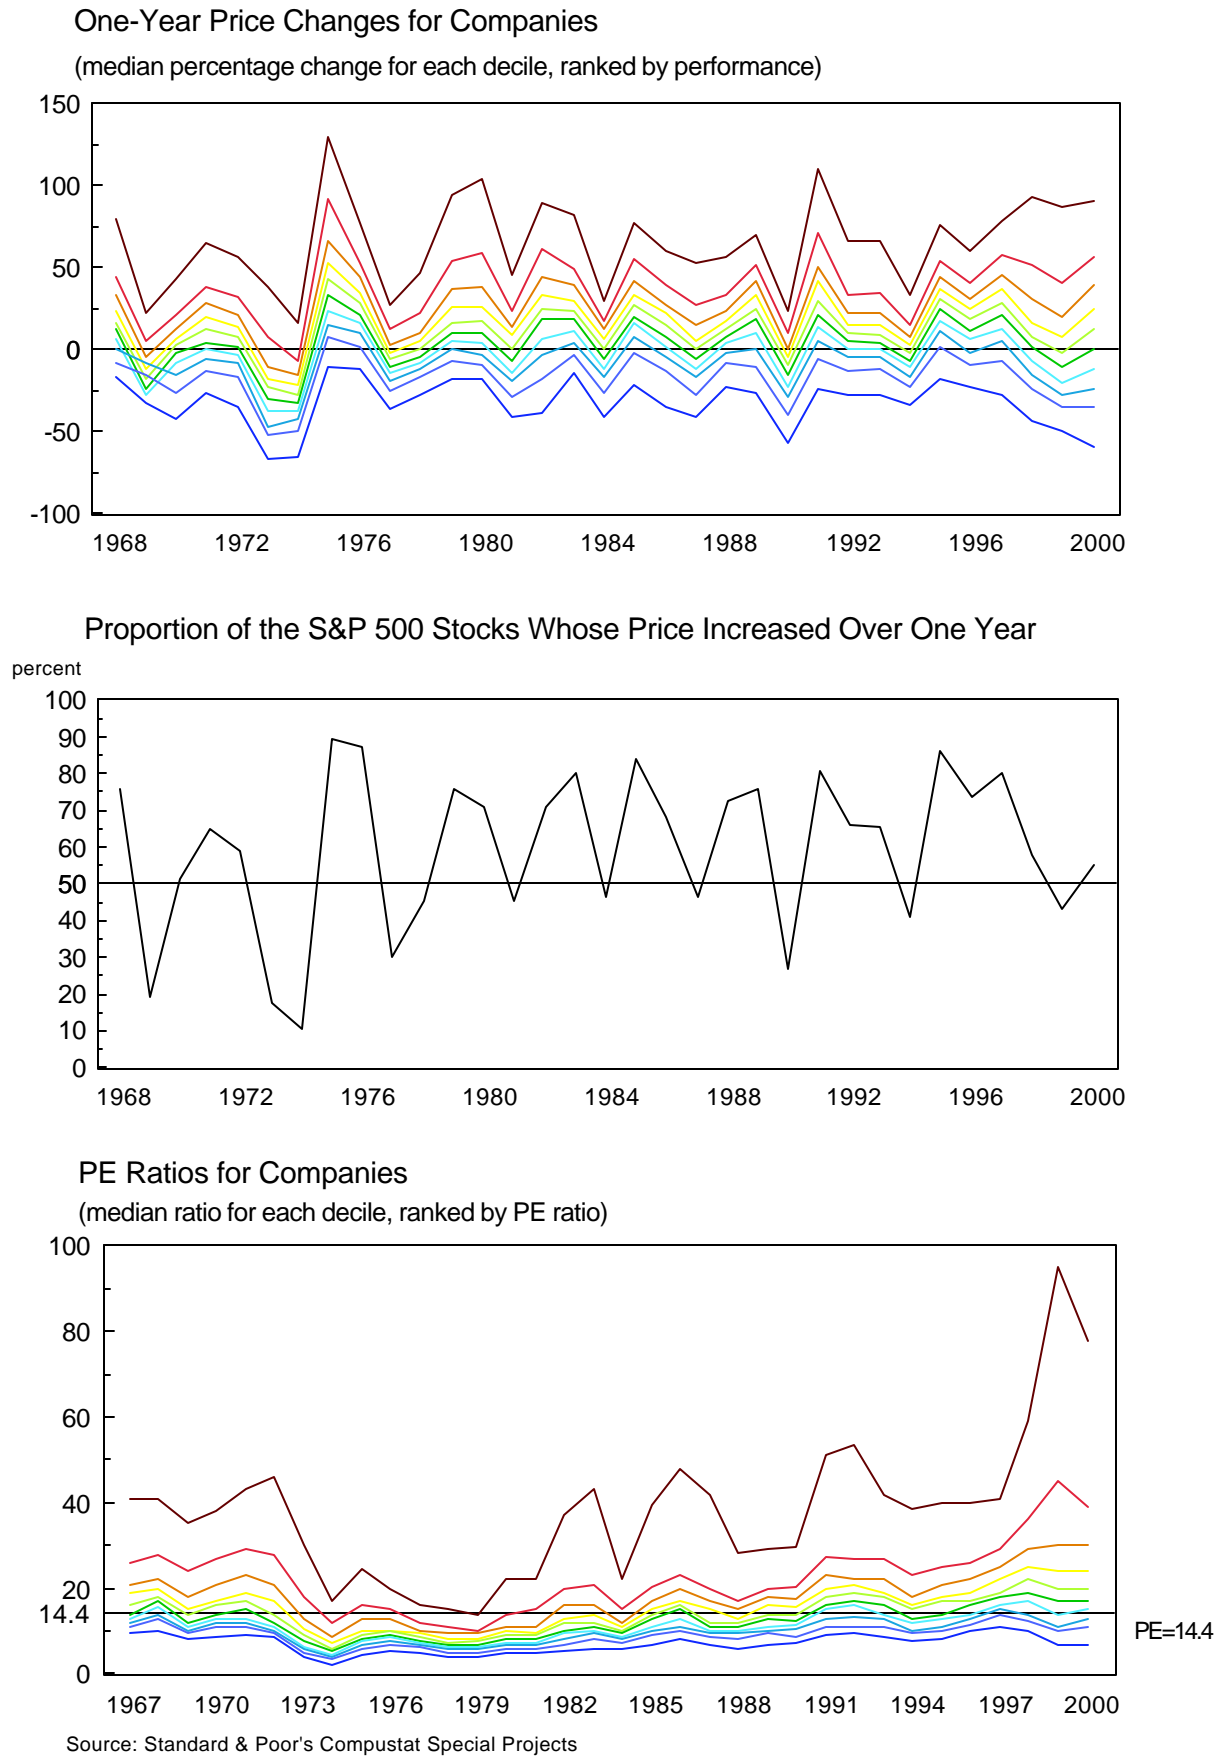 One-Year Price Changes for Companies
(median percentage change for each decile, ranked by performance)
150
100
50
0
-50
-100
1968 1972 1976 1980 1984 1988 1992 1996 2000
Proportion of the S&P 500 Stocks Whose Price Increased Over One Year
percent
100
90
80
70
60
50
40
30
20
10
0
1968 1972 1976 1980 1984 1988 1992 1996 2000
PE Ratios for Companies
(median ratio for each decile, ranked by PE ratio)
100
80
60
40
20
14.4
PE=14.4
0
1967 1970 1973 1976 1979 1982 1985 1988 1991 1994 1997 2000
Source: Standard & Poor's Compustat Special Projects